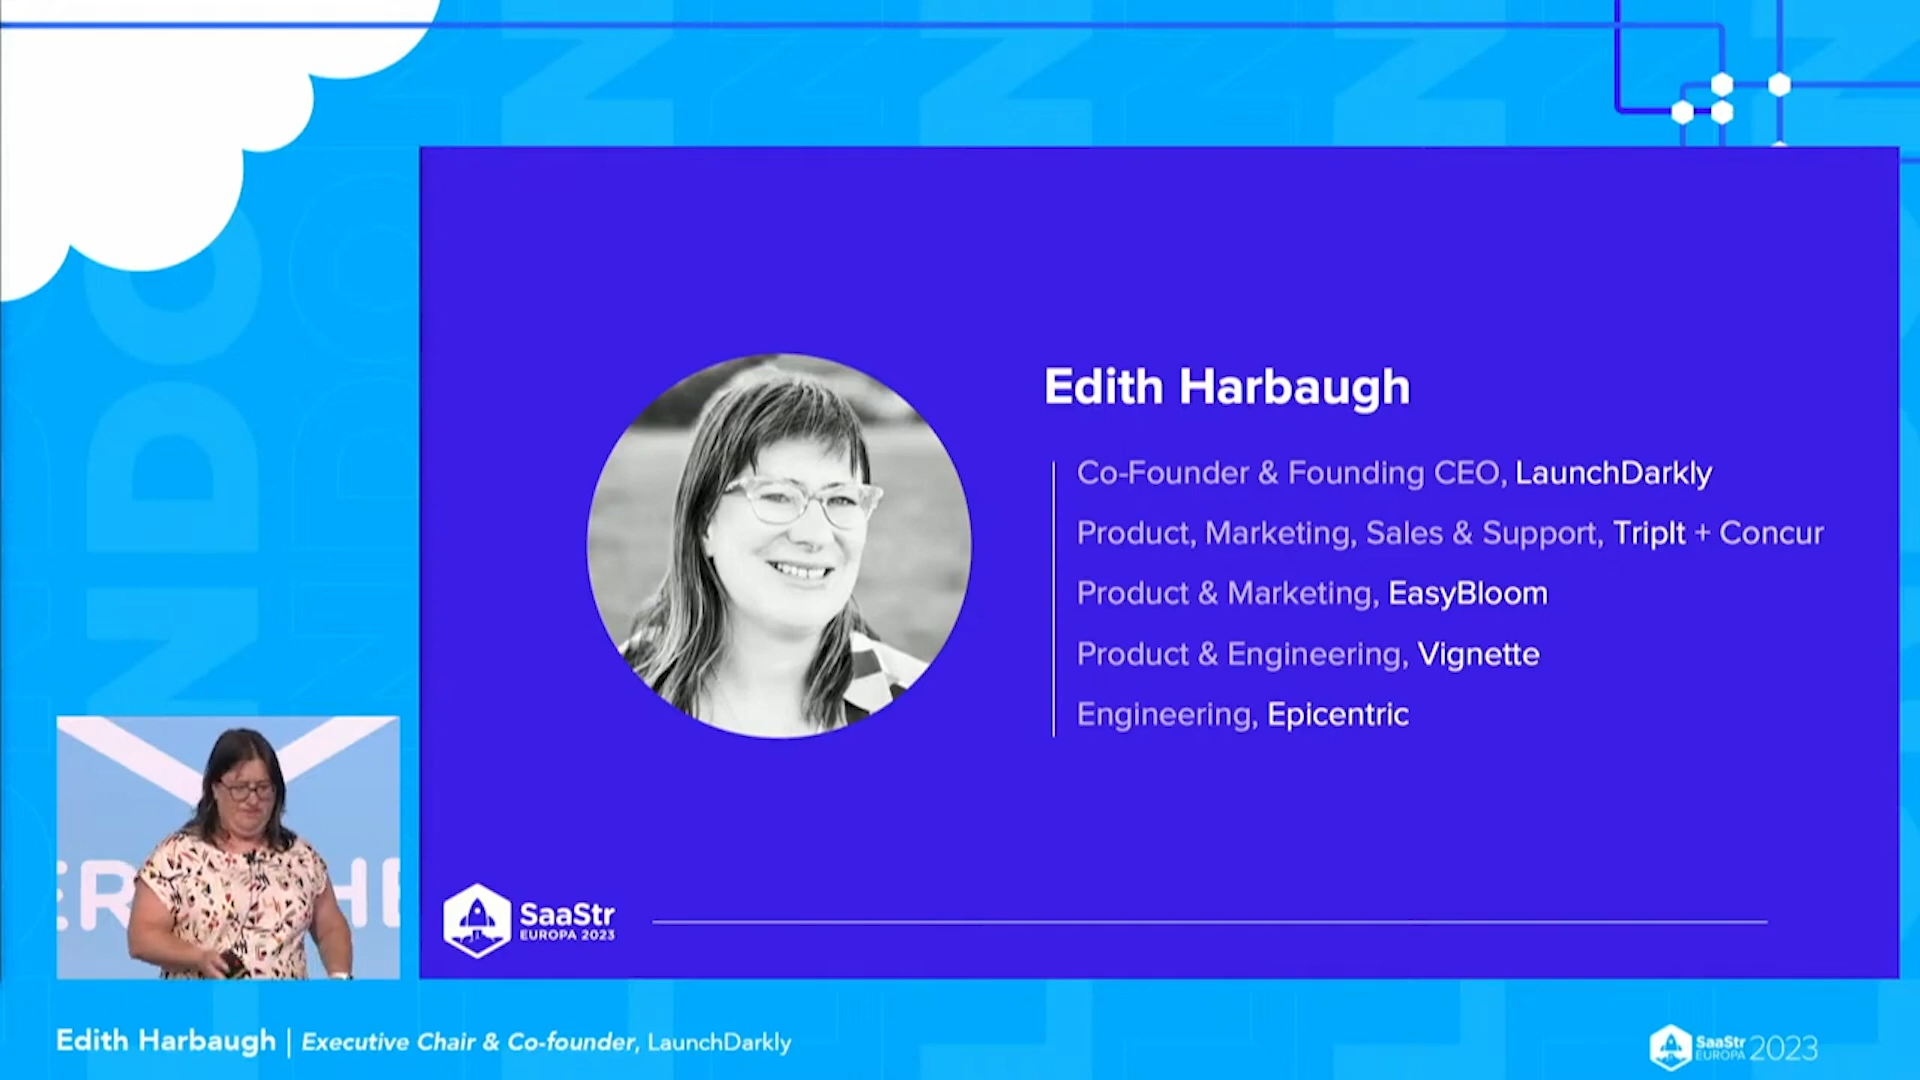 Edith Harbaugh
Co-Founder & Founding CEO, LaunchDarkly
Product, Marketing, Sales & Support, TripIt + Concur
Product & Marketing, EasyBloom
Product & Engineering, Vignette
Engineering, Epicentric
SaaStr
EUROPA 2023
Edith Harbaugh | Executive Chair & Co-founder, LaunchDarkly
SaaStr
EUROPA 2023